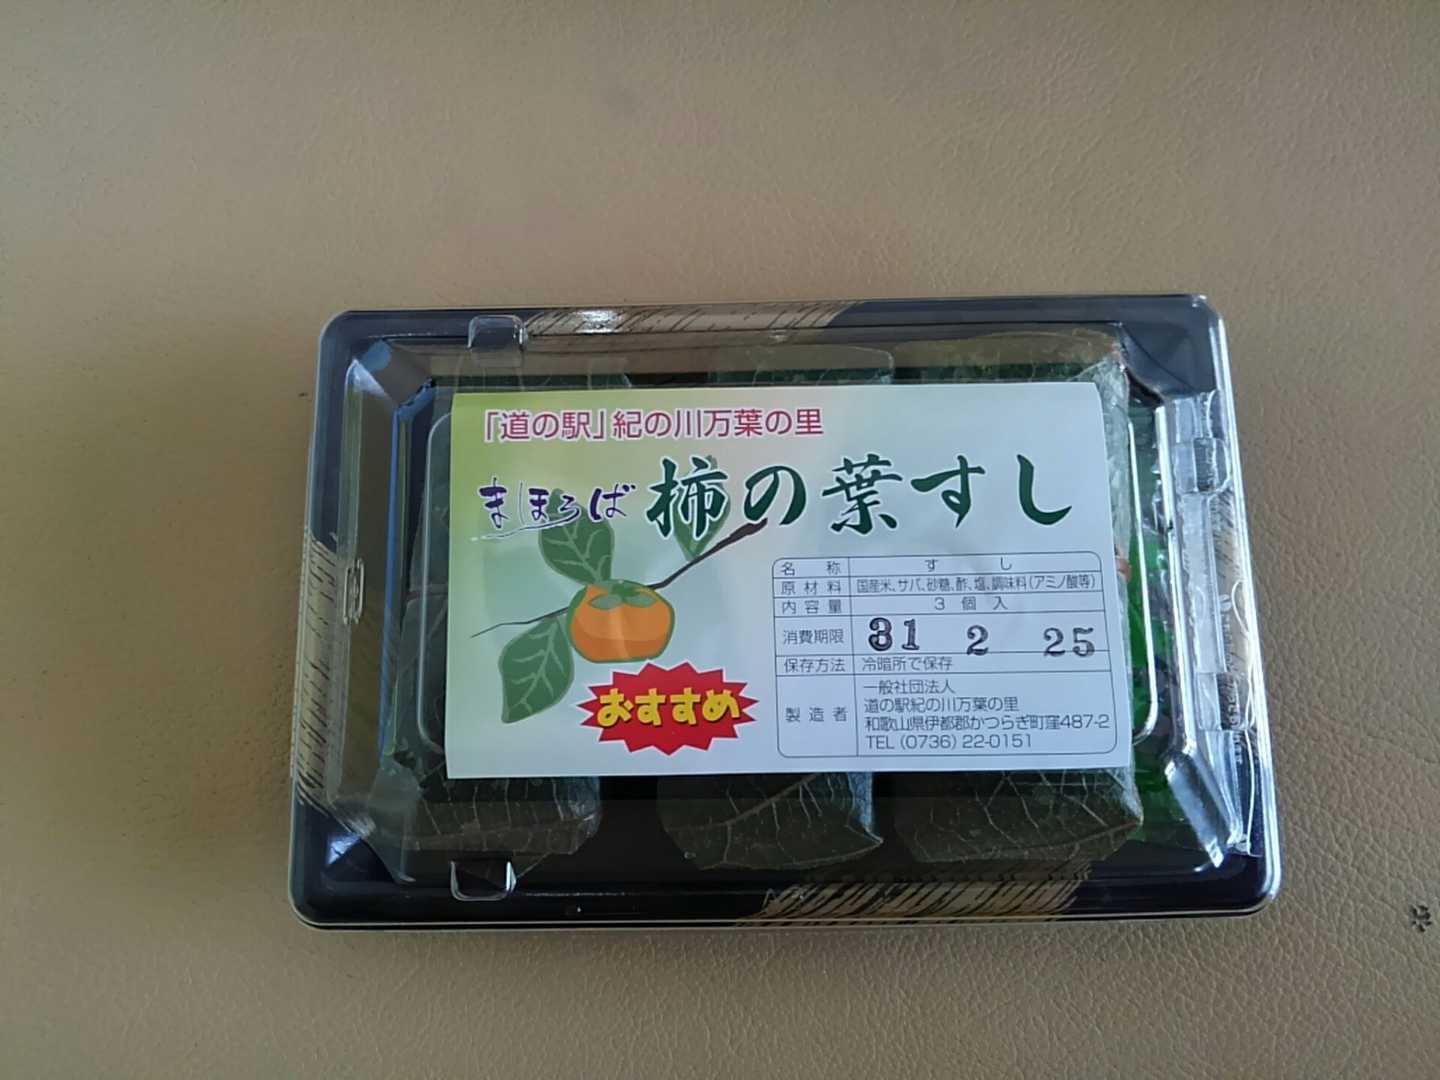 「道の駅」紀の川万葉の里
まほろば 柿の葉すし
名称 すし
原材料 国産米、サバ、砂糖、酢、塩、調味料(アミノ酸等)
内容量 3個入
消費期限 31 2 25
保存方法 冷暗所で保存
製造者 一般社団法人
道の駅紀の川万葉の里
和歌山県伊都郡かつらぎ町窪487-2
TEL (0736) 22-0151
おすすめ